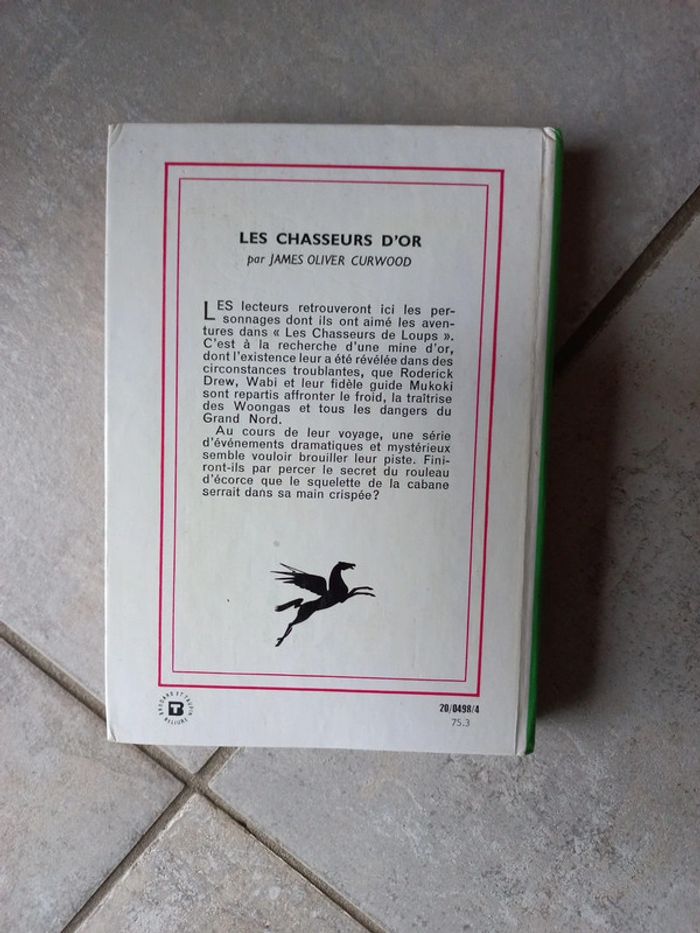 LES CHASSEURS D'OR
par JAMES OLIVER CURWOOD
LES lecteurs retrouveront ici les per-
sonnages dont ils ont aimé les aven-
tures dans « Les Chasseurs de Loups ».
C'est à la recherche d'une mine d'or,
dont l'existence leur a été révélée dans des
circonstances troublantes, que Roderick
Drew, Wabi et leur fidèle guide Mukoki
sont repartis affronter le froid, la traîtrise
des Woongas et tous les dangers du
Grand Nord.
Au cours de leur voyage, une série
d'événements dramatiques et mystérieux
semble vouloir brouiller leur piste. Fini-
ront-ils par percer le secret du rouleau
d'écorce que le squelette de la cabane
serrait dans sa main crispée?
BRODARD ET TAUPIN
RELIURE
20/0498/4
75.3